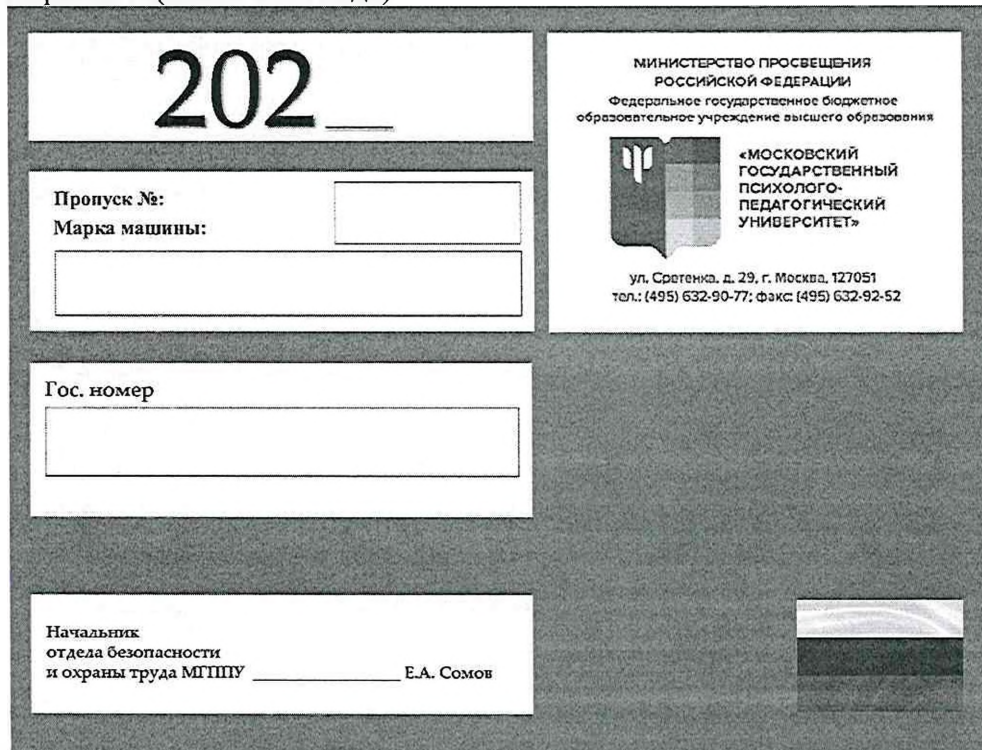 202___
Пропуск №:
Марка машины:
Гос. номер
Начальник
отдела безопасности
и охраны труда МГППУ ________________ Е.А. Сомов
МИНИСТЕРСТВО ПРОСВЕЩЕНИЯ
РОССИЙСКОЙ ФЕДЕРАЦИИ
Федеральное государственное бюджетное
образовательное учреждение высшего образования
«МОСКОВСКИЙ
ГОСУДАРСТВЕННЫЙ
ПСИХОЛОГО-
ПЕДАГОГИЧЕСКИЙ
УНИВЕРСИТЕТ»
ул. Сретенка, д. 29, г. Москва, 127051
тел.: (495) 632-90-77; факс: (495) 632-92-52